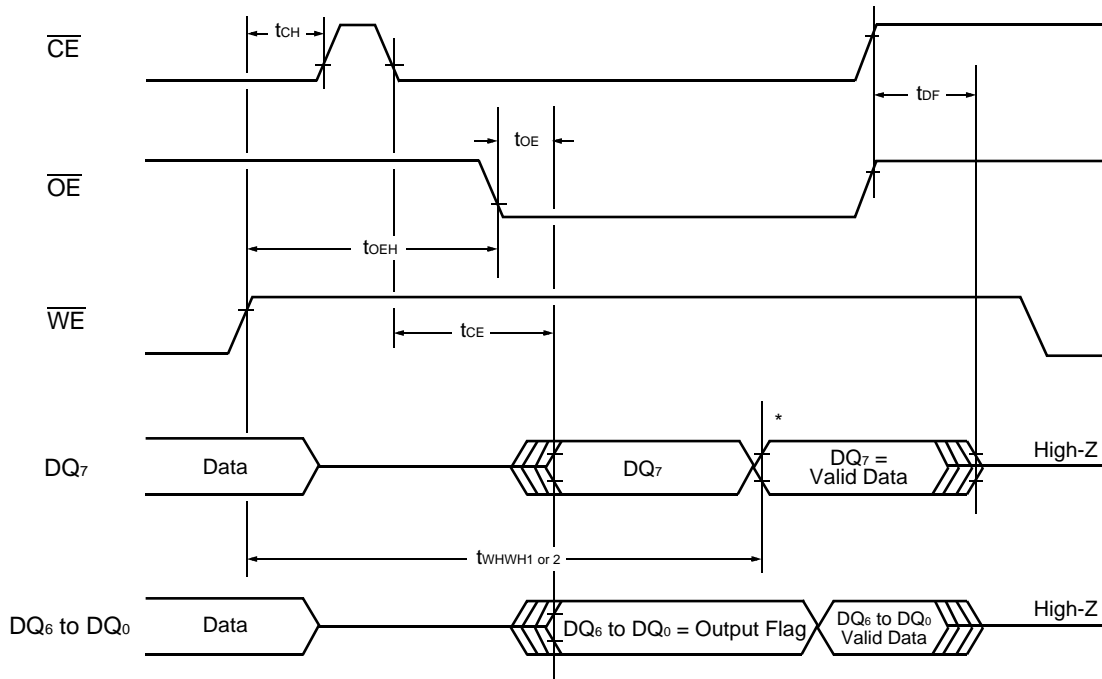 tCH
CE
tDF
tOE
OE
tOEH
WE
tCE
*
DQ7
Data
DQ7
DQ7 =
Valid Data
High-Z
tWHWH1 or 2
DQ6 to DQ0
Data
DQ6 to DQ0 = Output Flag
DQ6 to DQ0
Valid Data
High-Z